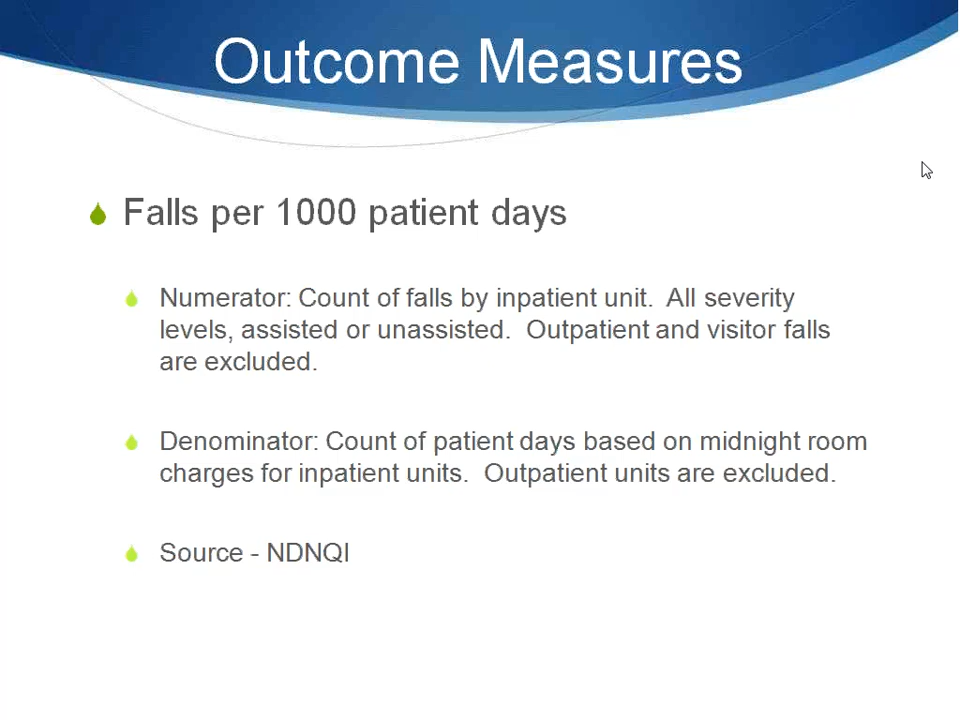 Outcome Measures
Falls per 1000 patient days
Numerator: Count of falls by inpatient unit.  All severity
levels, assisted or unassisted.  Outpatient and visitor falls
are excluded.
Denominator: Count of patient days based on midnight room
charges for inpatient units.  Outpatient units are excluded.
Source - NDNQI